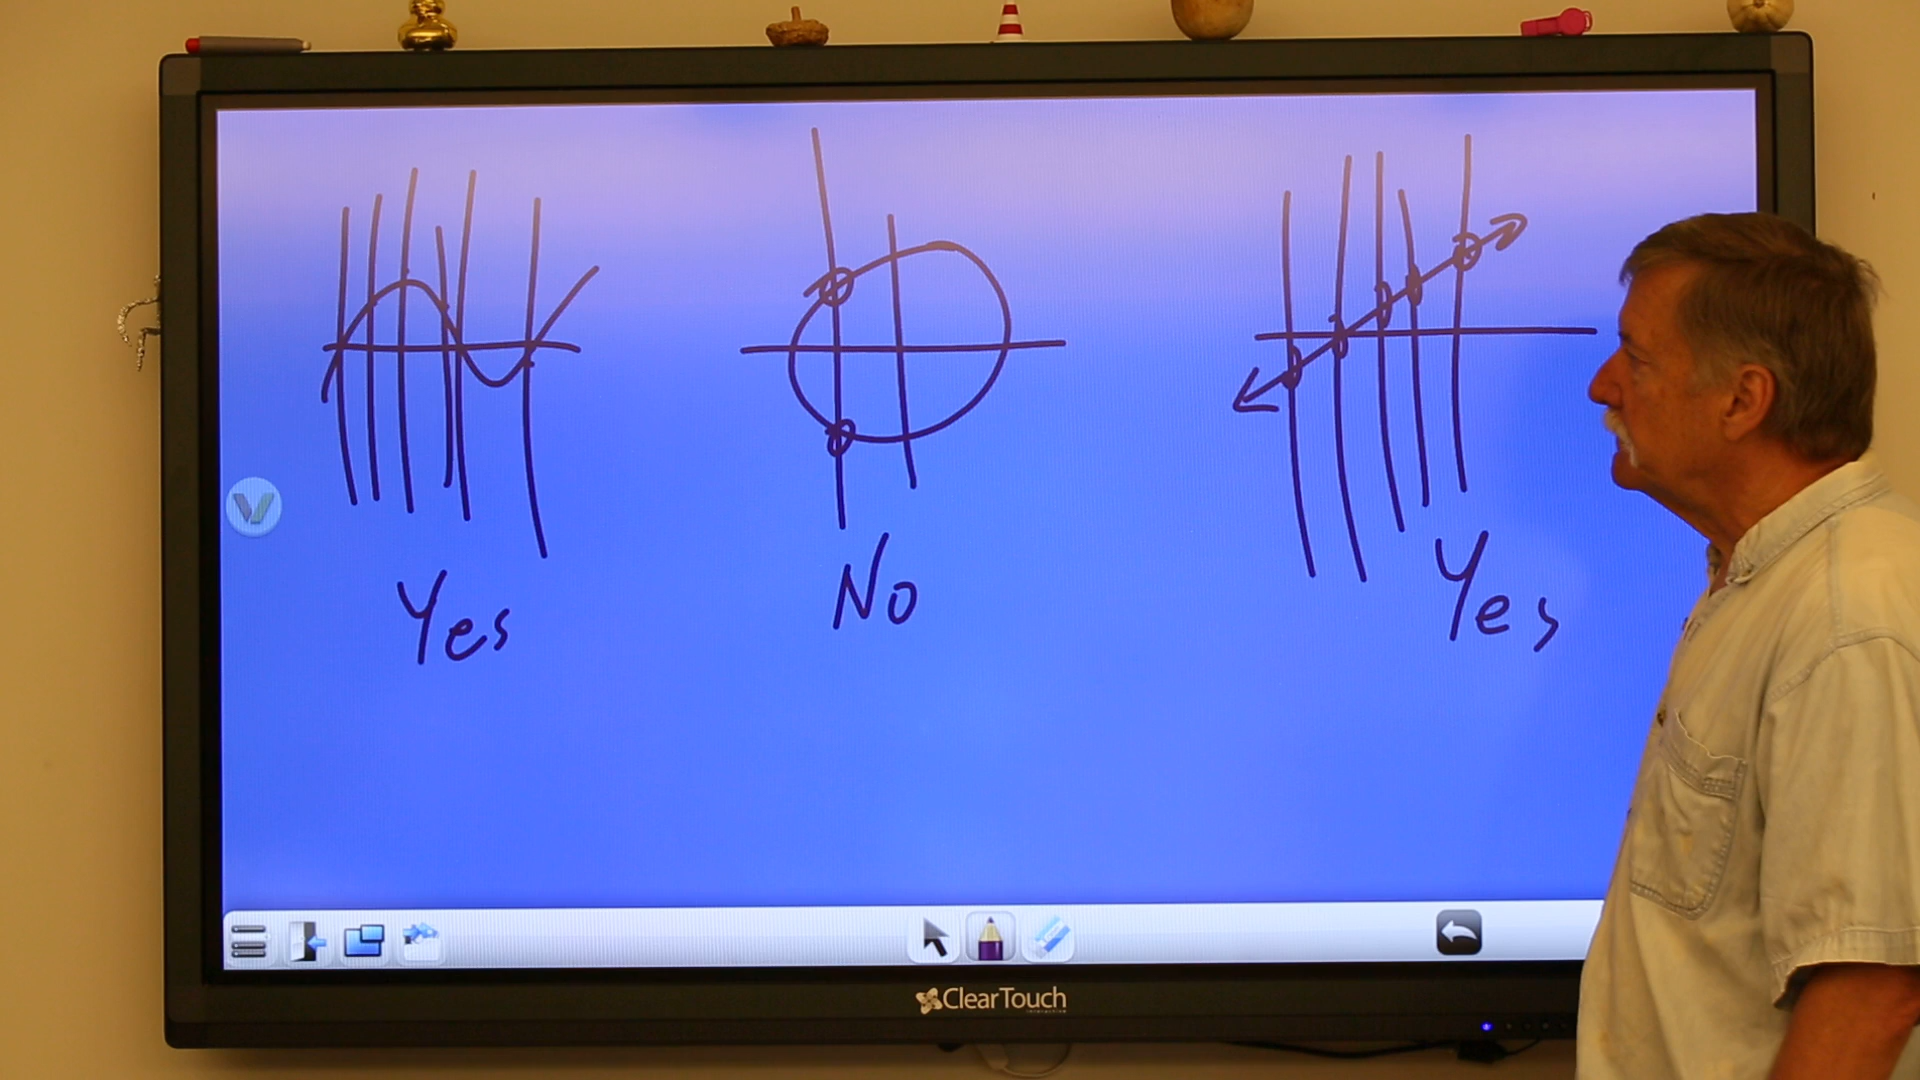 Yes
No
Yes
ClearTouch